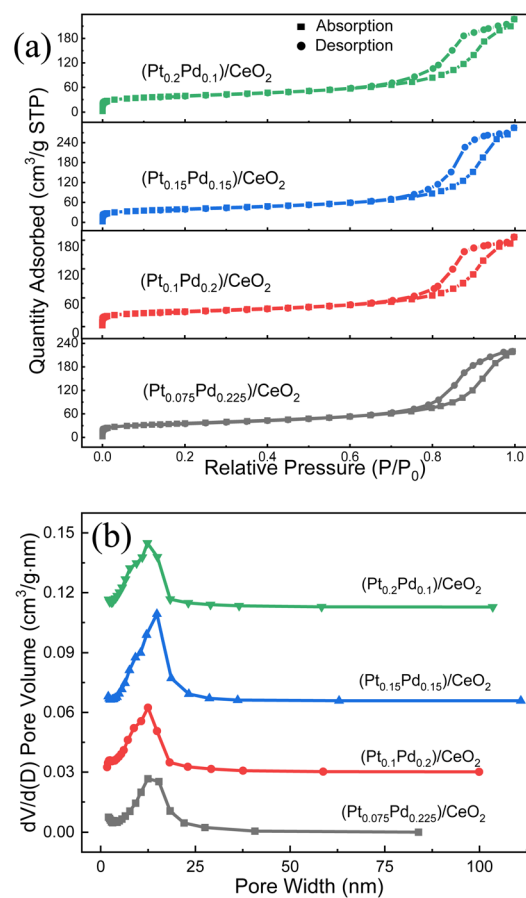 (a)
Absorption
Desorption
Quantity Adsorbed (cm³/g STP)
180
120
60
0
(Pt₀.₂Pd₀.₁)/CeO₂
240
180
120
60
0
(Pt₀.₁₅Pd₀.₁₅)/CeO₂
180
120
60
0
(Pt₀.₁Pd₀.₂)/CeO₂
240
180
120
60
0
(Pt₀.₀₇₅Pd₀.₂₂₅)/CeO₂
0.0 0.2 0.4 0.6 0.8 1.0
Relative Pressure (P/P₀)
(b)
dV/d(D) Pore Volume (cm³/g·nm)
0.15
0.12
0.09
0.06
0.03
0.00
(Pt₀.₂Pd₀.₁)/CeO₂
(Pt₀.₁₅Pd₀.₁₅)/CeO₂
(Pt₀.₁Pd₀.₂)/CeO₂
(Pt₀.₀₇₅Pd₀.₂₂₅)/CeO₂
0 25 50 75 100
Pore Width (nm)